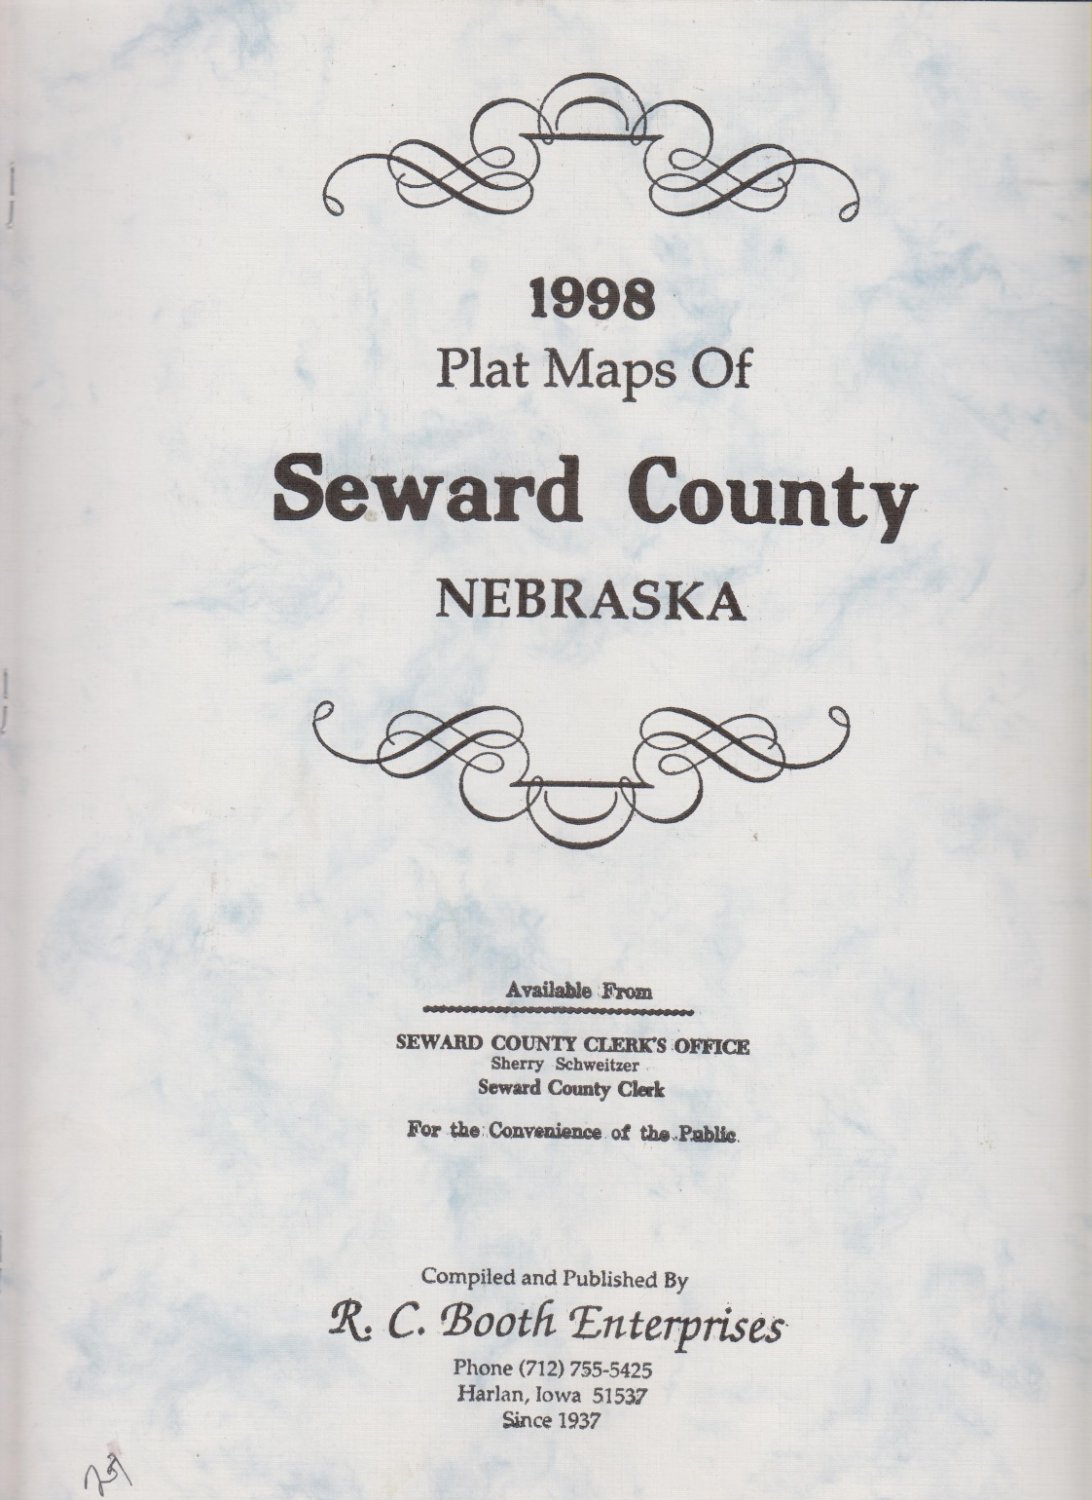 1998
Plat Maps Of
Seward County
NEBRASKA
Available From
SEWARD COUNTY CLERK'S OFFICE
Sherry Schweitzer
Seward County Clerk
For the Convenience of the Public
Compiled and Published By
R. C. Booth Enterprises
Phone (712) 755-5425
Harlan, Iowa 51537
Since 1937